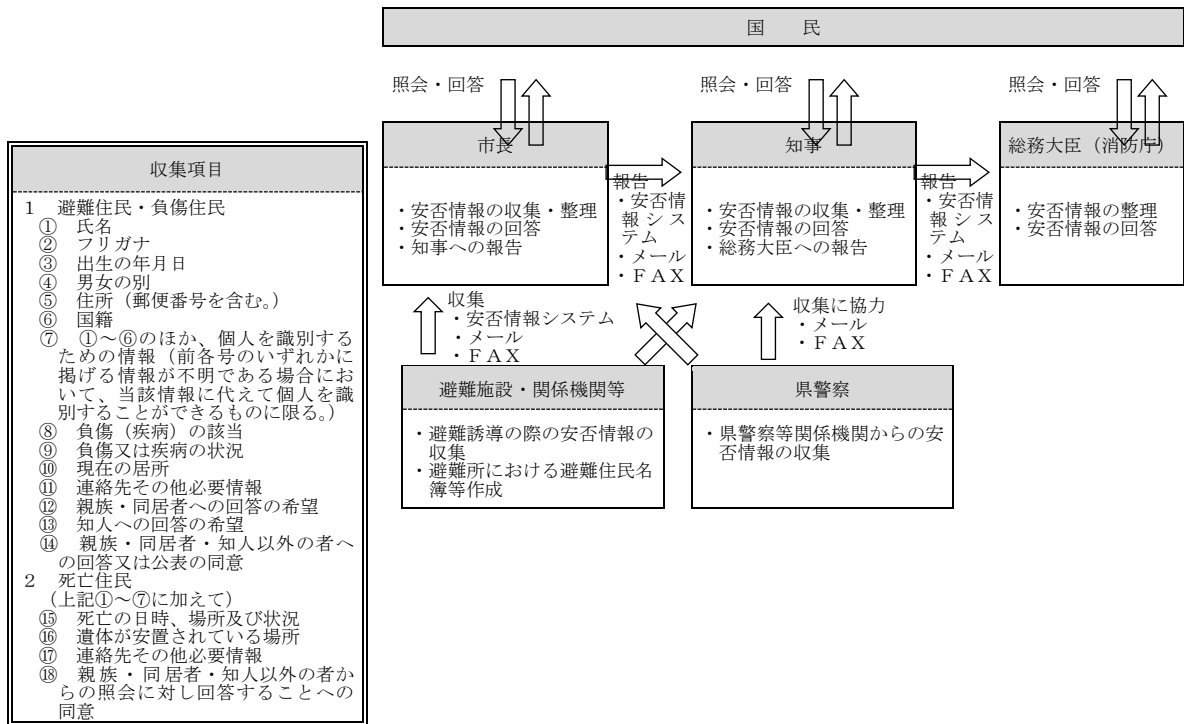 国　　民
照会・回答
照会・回答
照会・回答
市長
・安否情報の収集・整理
・安否情報の回答
・知事への報告
報告
・安否情
報システ
テム
・メール
・ＦＡＸ
知事
・安否情報の収集・整理
・安否情報の回答
・総務大臣への報告
報告
・安否情
報シス
テム
・メール
・ＦＡＸ
総務大臣（消防庁）
・安否情報の整理
・安否情報の回答
収集
・安否情報システム
・メール
・ＦＡＸ
収集に協力
・メール
・ＦＡＸ
避難施設・関係機関等
・避難誘導の際の安否情報の
収集
・避難所における避難住民名
簿等作成
県警察
・県警察等関係機関からの安
否情報の収集
収集項目
１　避難住民・負傷住民
①　氏名
②　フリガナ
③　出生の年月日
④　男女の別
⑤　住所（郵便番号を含む。）
⑥　国籍
⑦　①～⑥のほか、個人を識別する
ための情報（前各号のいずれかに
掲げる情報が不明である場合にお
いて、当該情報に代えて個人を識
別することができるものに限る。）
⑧　負傷（疾病）の該当
⑨　負傷又は疾病の状況
⑩　現在の居所
⑪　連絡先その他必要情報
⑫　親族・同居者への回答の希望
⑬　知人への回答の希望
⑭　親族・同居者・知人以外の者へ
の回答又は公表の同意
２　死亡住民
（上記①～⑦に加えて）
⑮　死亡の日時、場所及び状況
⑯　遺体が安置されている場所
⑰　連絡先その他必要情報
⑱　親族・同居者・知人以外の者か
らの照会に対し回答することへの
同意